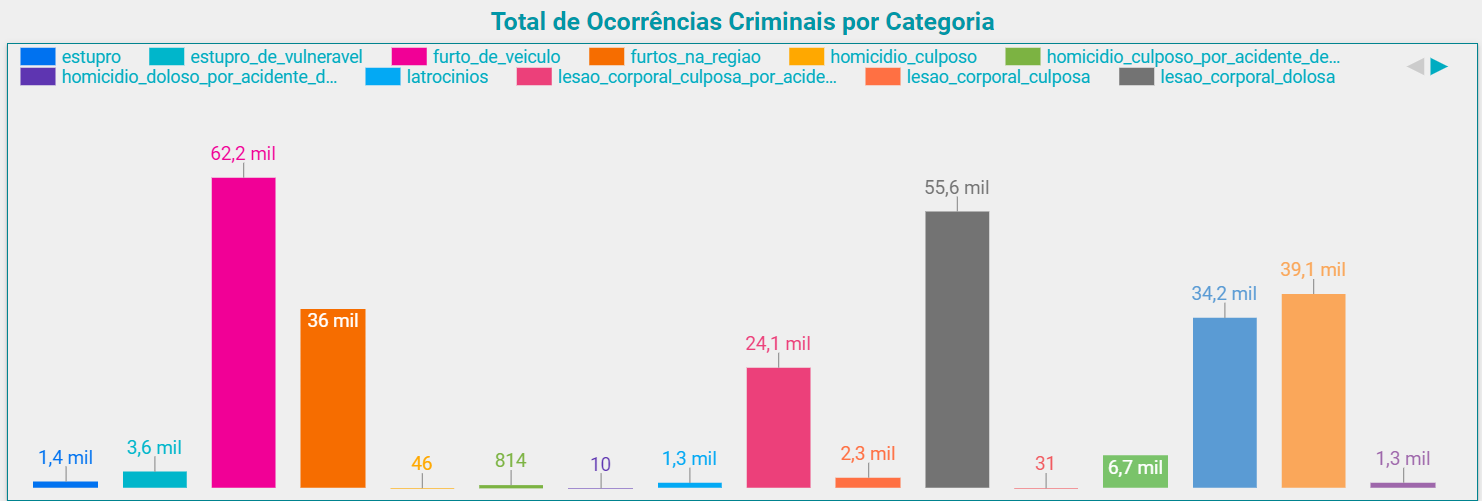 Total de Ocorrências Criminais por Categoria
estupro estupro_de_vulneravel furto_de_veiculo furtos_na_regiao homicidio_culposo homicidio_culposo_por_acidente_de...
homicidio_doloso_por_acidente_d... latrocinios lesao_corporal_culposa_por_acide... lesao_corporal_culposa lesao_corporal_dolosa
62,2 mil
55,6 mil
39,1 mil
34,2 mil
36 mil
24,1 mil
1,4 mil 3,6 mil 46 814 10 1,3 mil 2,3 mil 31 6,7 mil 1,3 mil